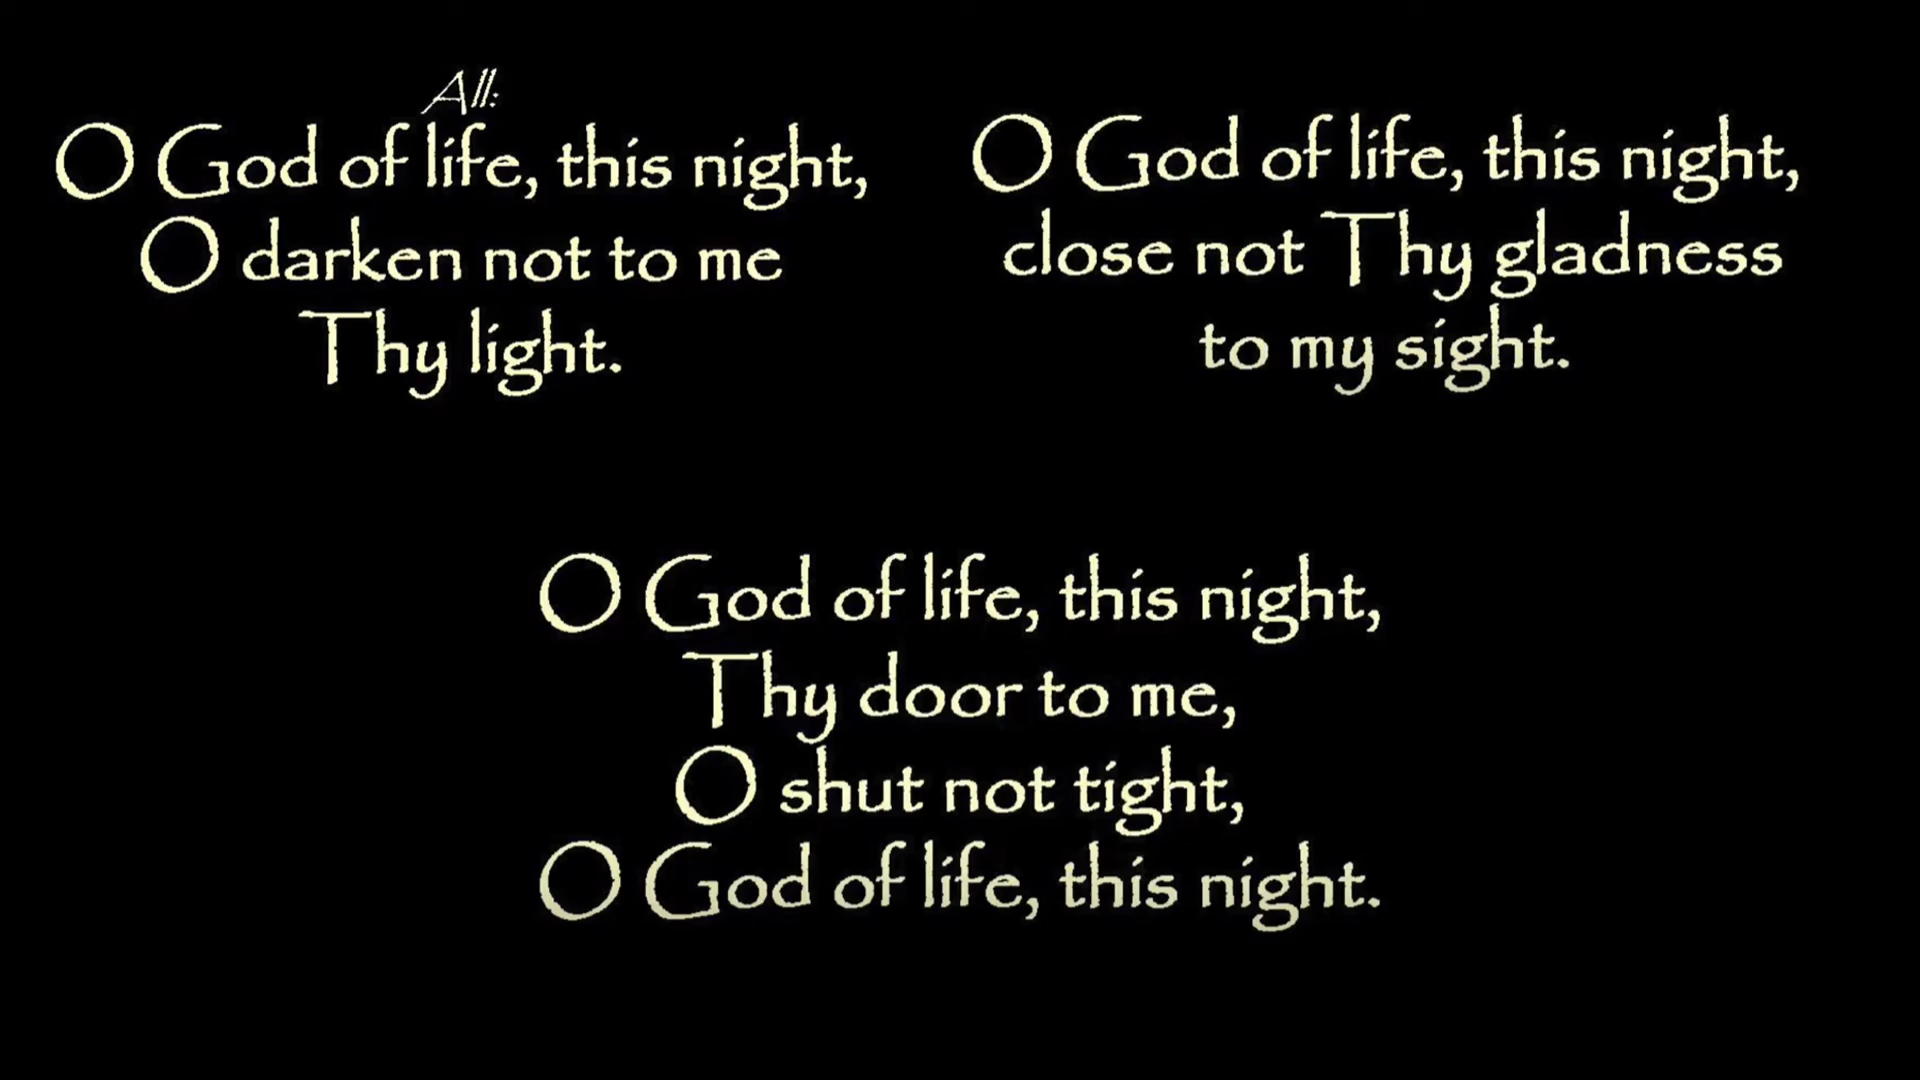 All:
O God of life, this night,
O darken not to me
Thy light.
O God of life, this night,
close not Thy gladness
to my sight.
O God of life, this night,
Thy door to me,
O shut not tight,
O God of life, this night.